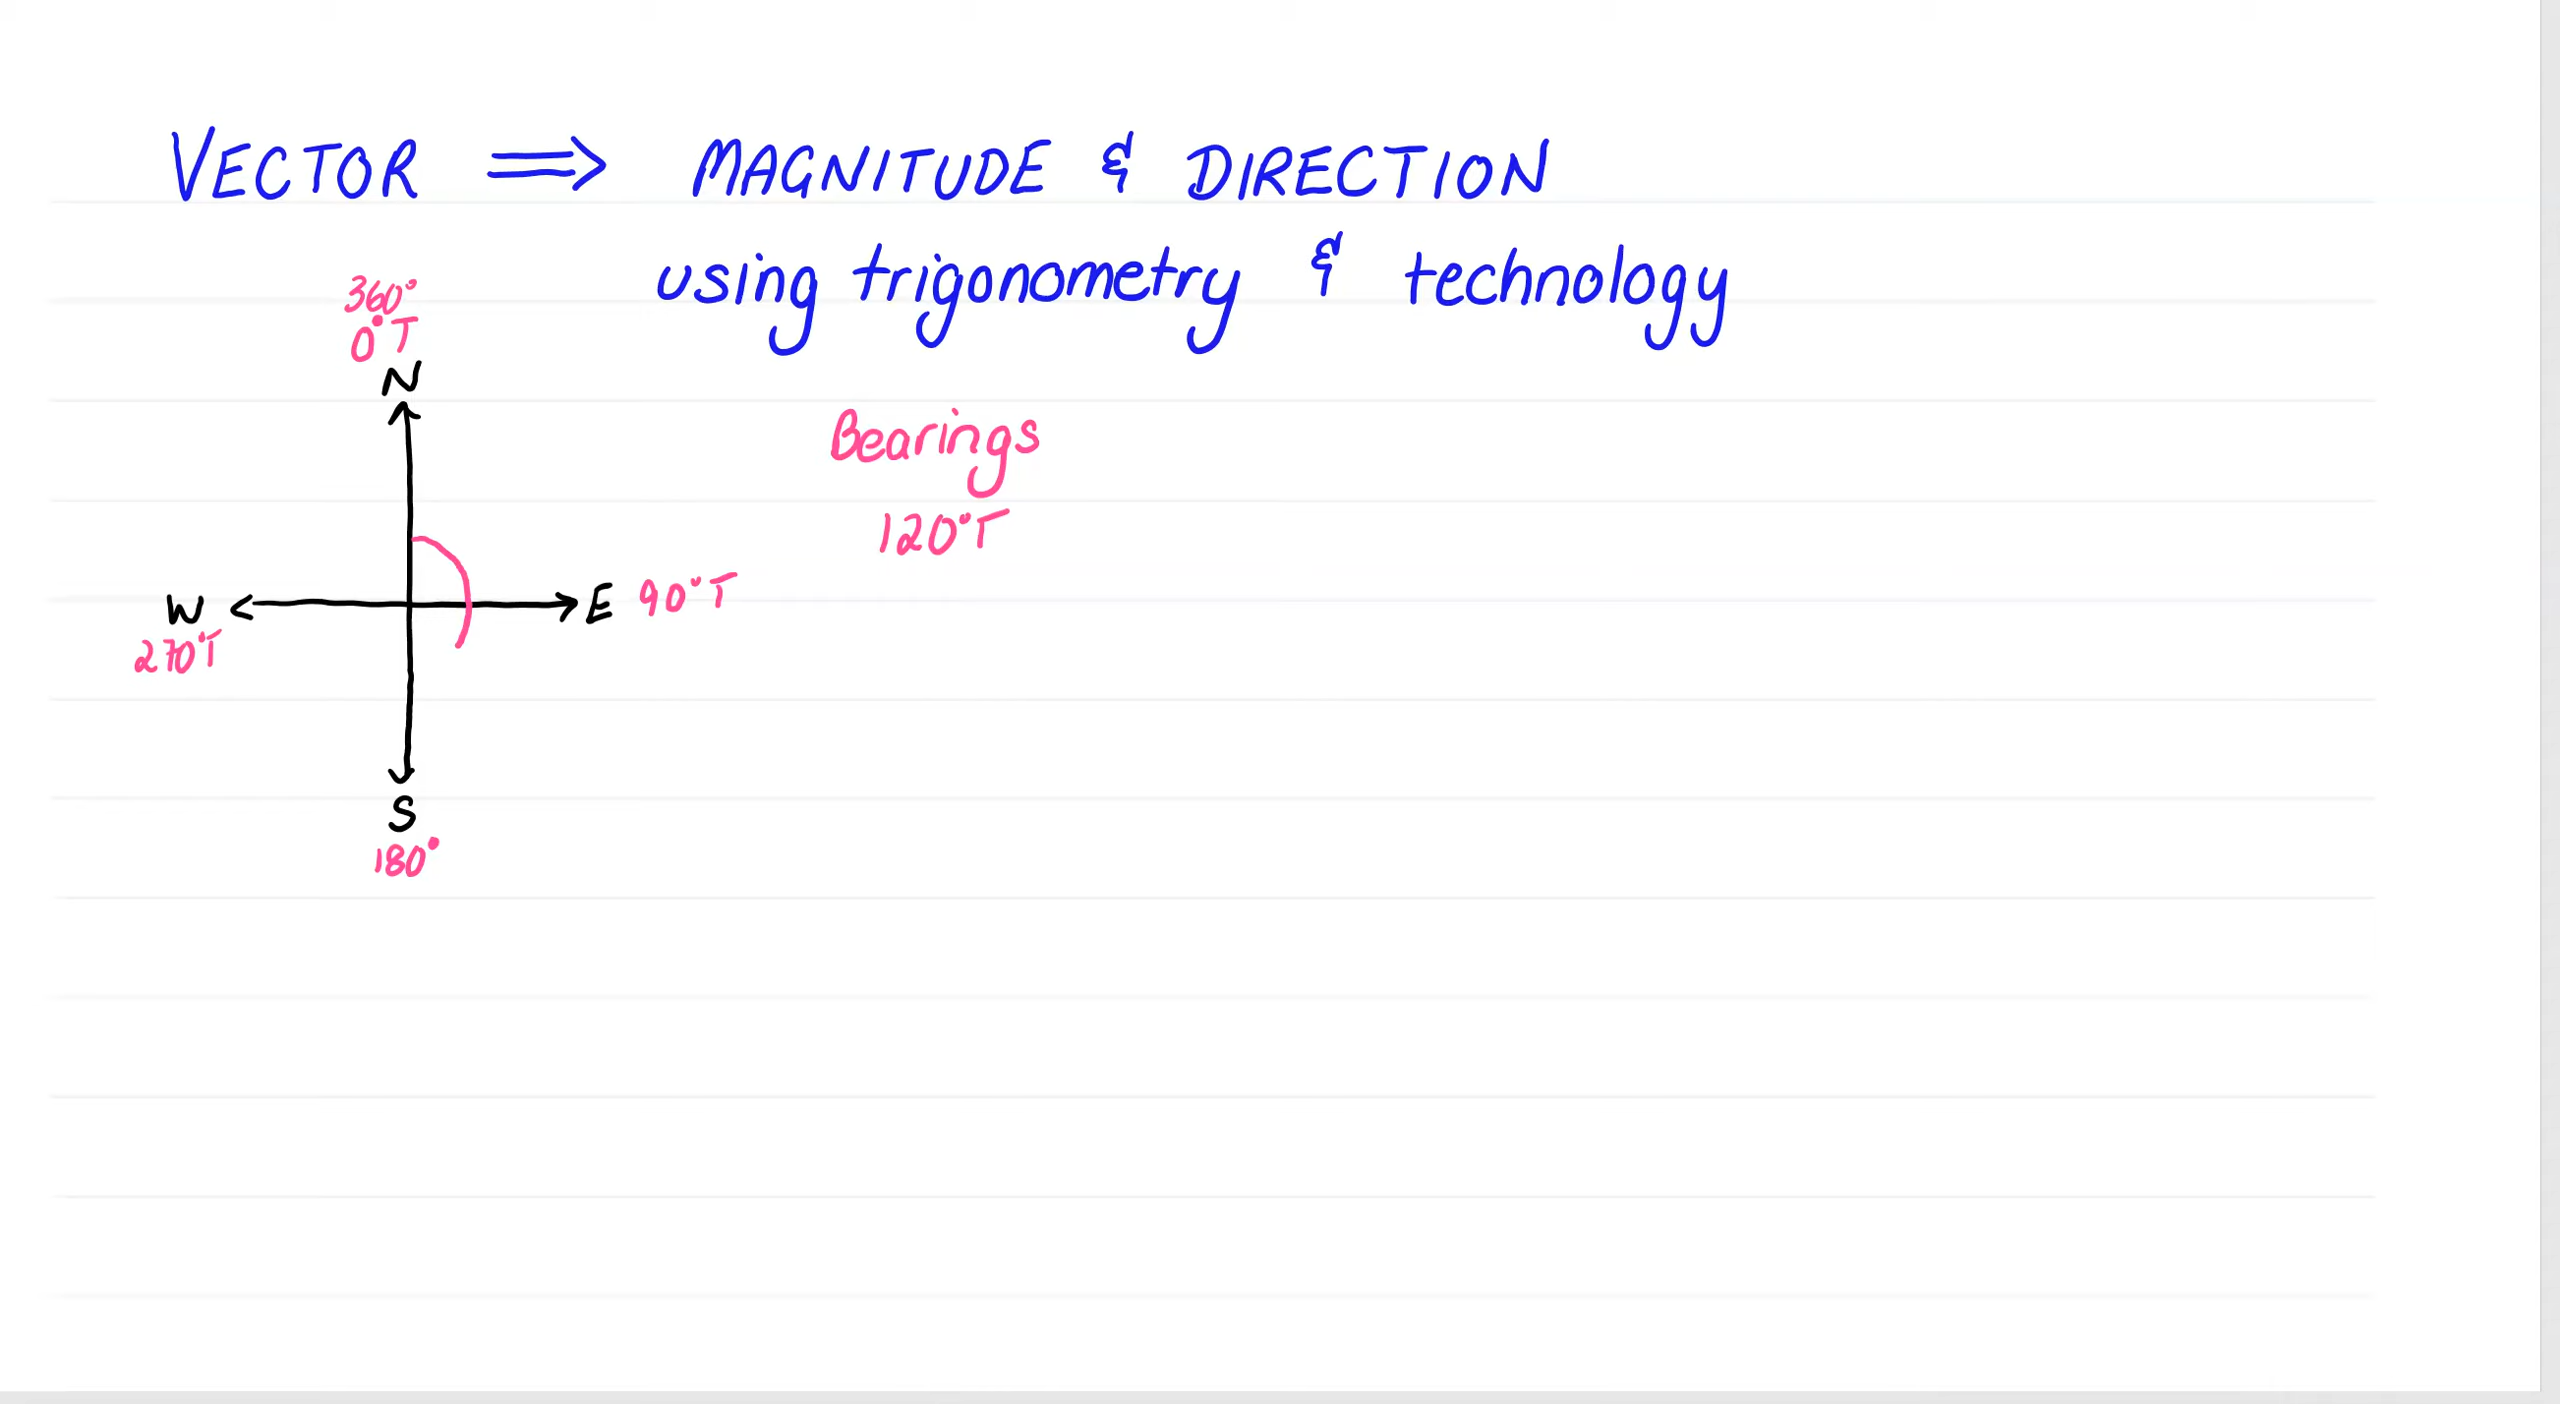 VECTOR ⟹ MAGNITUDE & DIRECTION
using trigonometry & technology
360°
0°T
N
Bearings
120°T
W
E 90°T
270°T
S
180°